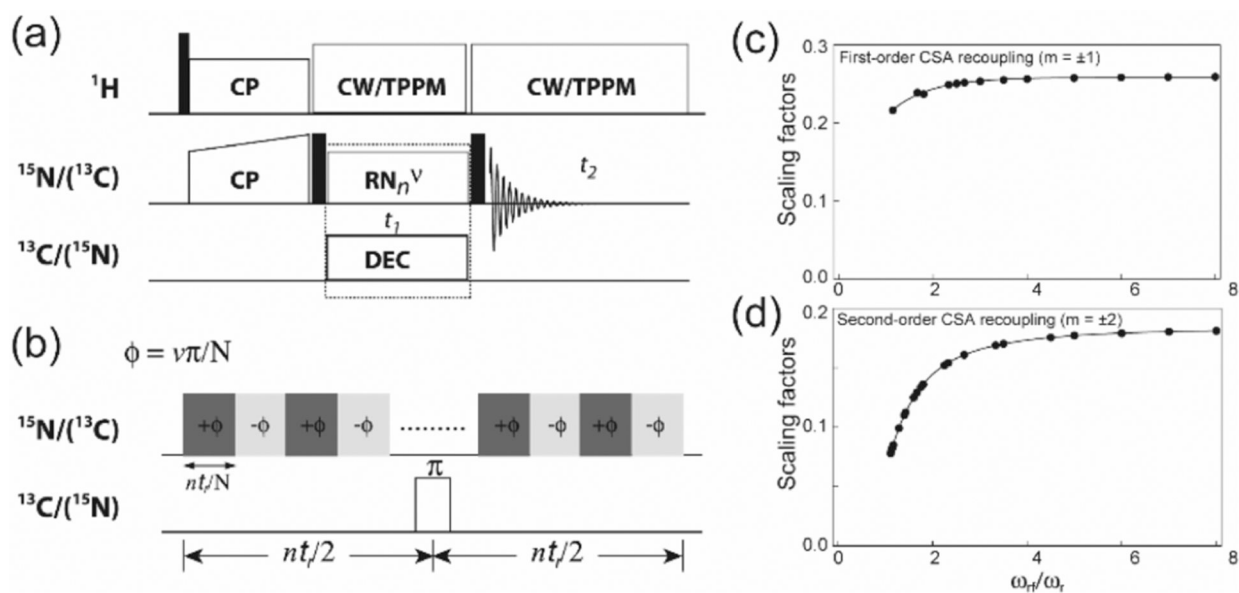 (a)
¹H
CP
CW/TPPM
CW/TPPM
¹⁵N/(¹³C)
CP
RNₙᵛ
t₂
t₁
¹³C/(¹⁵N)
DEC
(b)
ϕ = νπ/N
¹⁵N/(¹³C)
+ϕ -ϕ +ϕ -ϕ ........ +ϕ -ϕ +ϕ -ϕ
ntᵣ/N
π
¹³C/(¹⁵N)
ntᵣ/2 ntᵣ/2
(c)
First-order CSA recoupling (m = ±1)
Scaling factors
0.3
0.2
0.1
0.0
0 2 4 6 8
(d)
Second-order CSA recoupling (m = ±2)
Scaling factors
0.2
0.1
0.0
0 2 4 6 8
ω_rf/ω_r